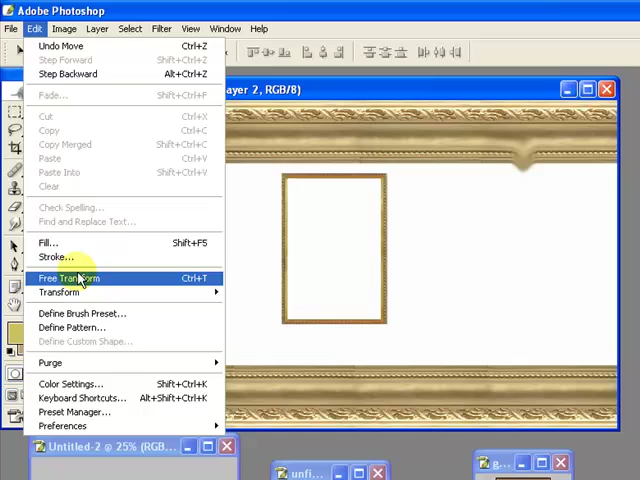 Adobe Photoshop
File Edit Image Layer Select Filter View Window Help
Undo Move Ctrl+Z
Step Forward Shift+Ctrl+Z
Step Backward Alt+Ctrl+Z
Fade... Shift+Ctrl+F
Cut Ctrl+X
Copy Ctrl+C
Copy Merged Shift+Ctrl+C
Paste Ctrl+V
Paste Into Shift+Ctrl+V
Clear
Check Spelling...
Find and Replace Text...
Fill... Shift+F5
Stroke...
Free Transform Ctrl+T
Transform
Define Brush Preset...
Define Pattern...
Define Custom Shape...
Purge
Color Settings... Shift+Ctrl+K
Keyboard Shortcuts... Alt+Shift+Ctrl+K
Preset Manager...
Preferences
ayer 2, RGB/8)
Untitled-2 @ 25% (RGB...
unfi...
g...